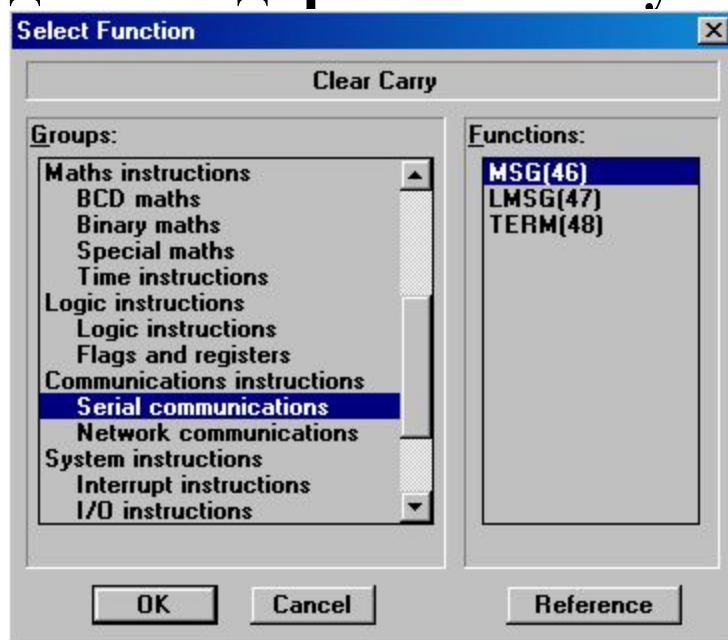 Select Function
Clear Carry
Groups:
Maths instructions
BCD maths
Binary maths
Special maths
Time instructions
Logic instructions
Logic instructions
Flags and registers
Communications instructions
Serial communications
Network communications
System instructions
Interrupt instructions
I/O instructions
Functions:
MSG(46)
LMSG(47)
TERM(48)
OK
Cancel
Reference